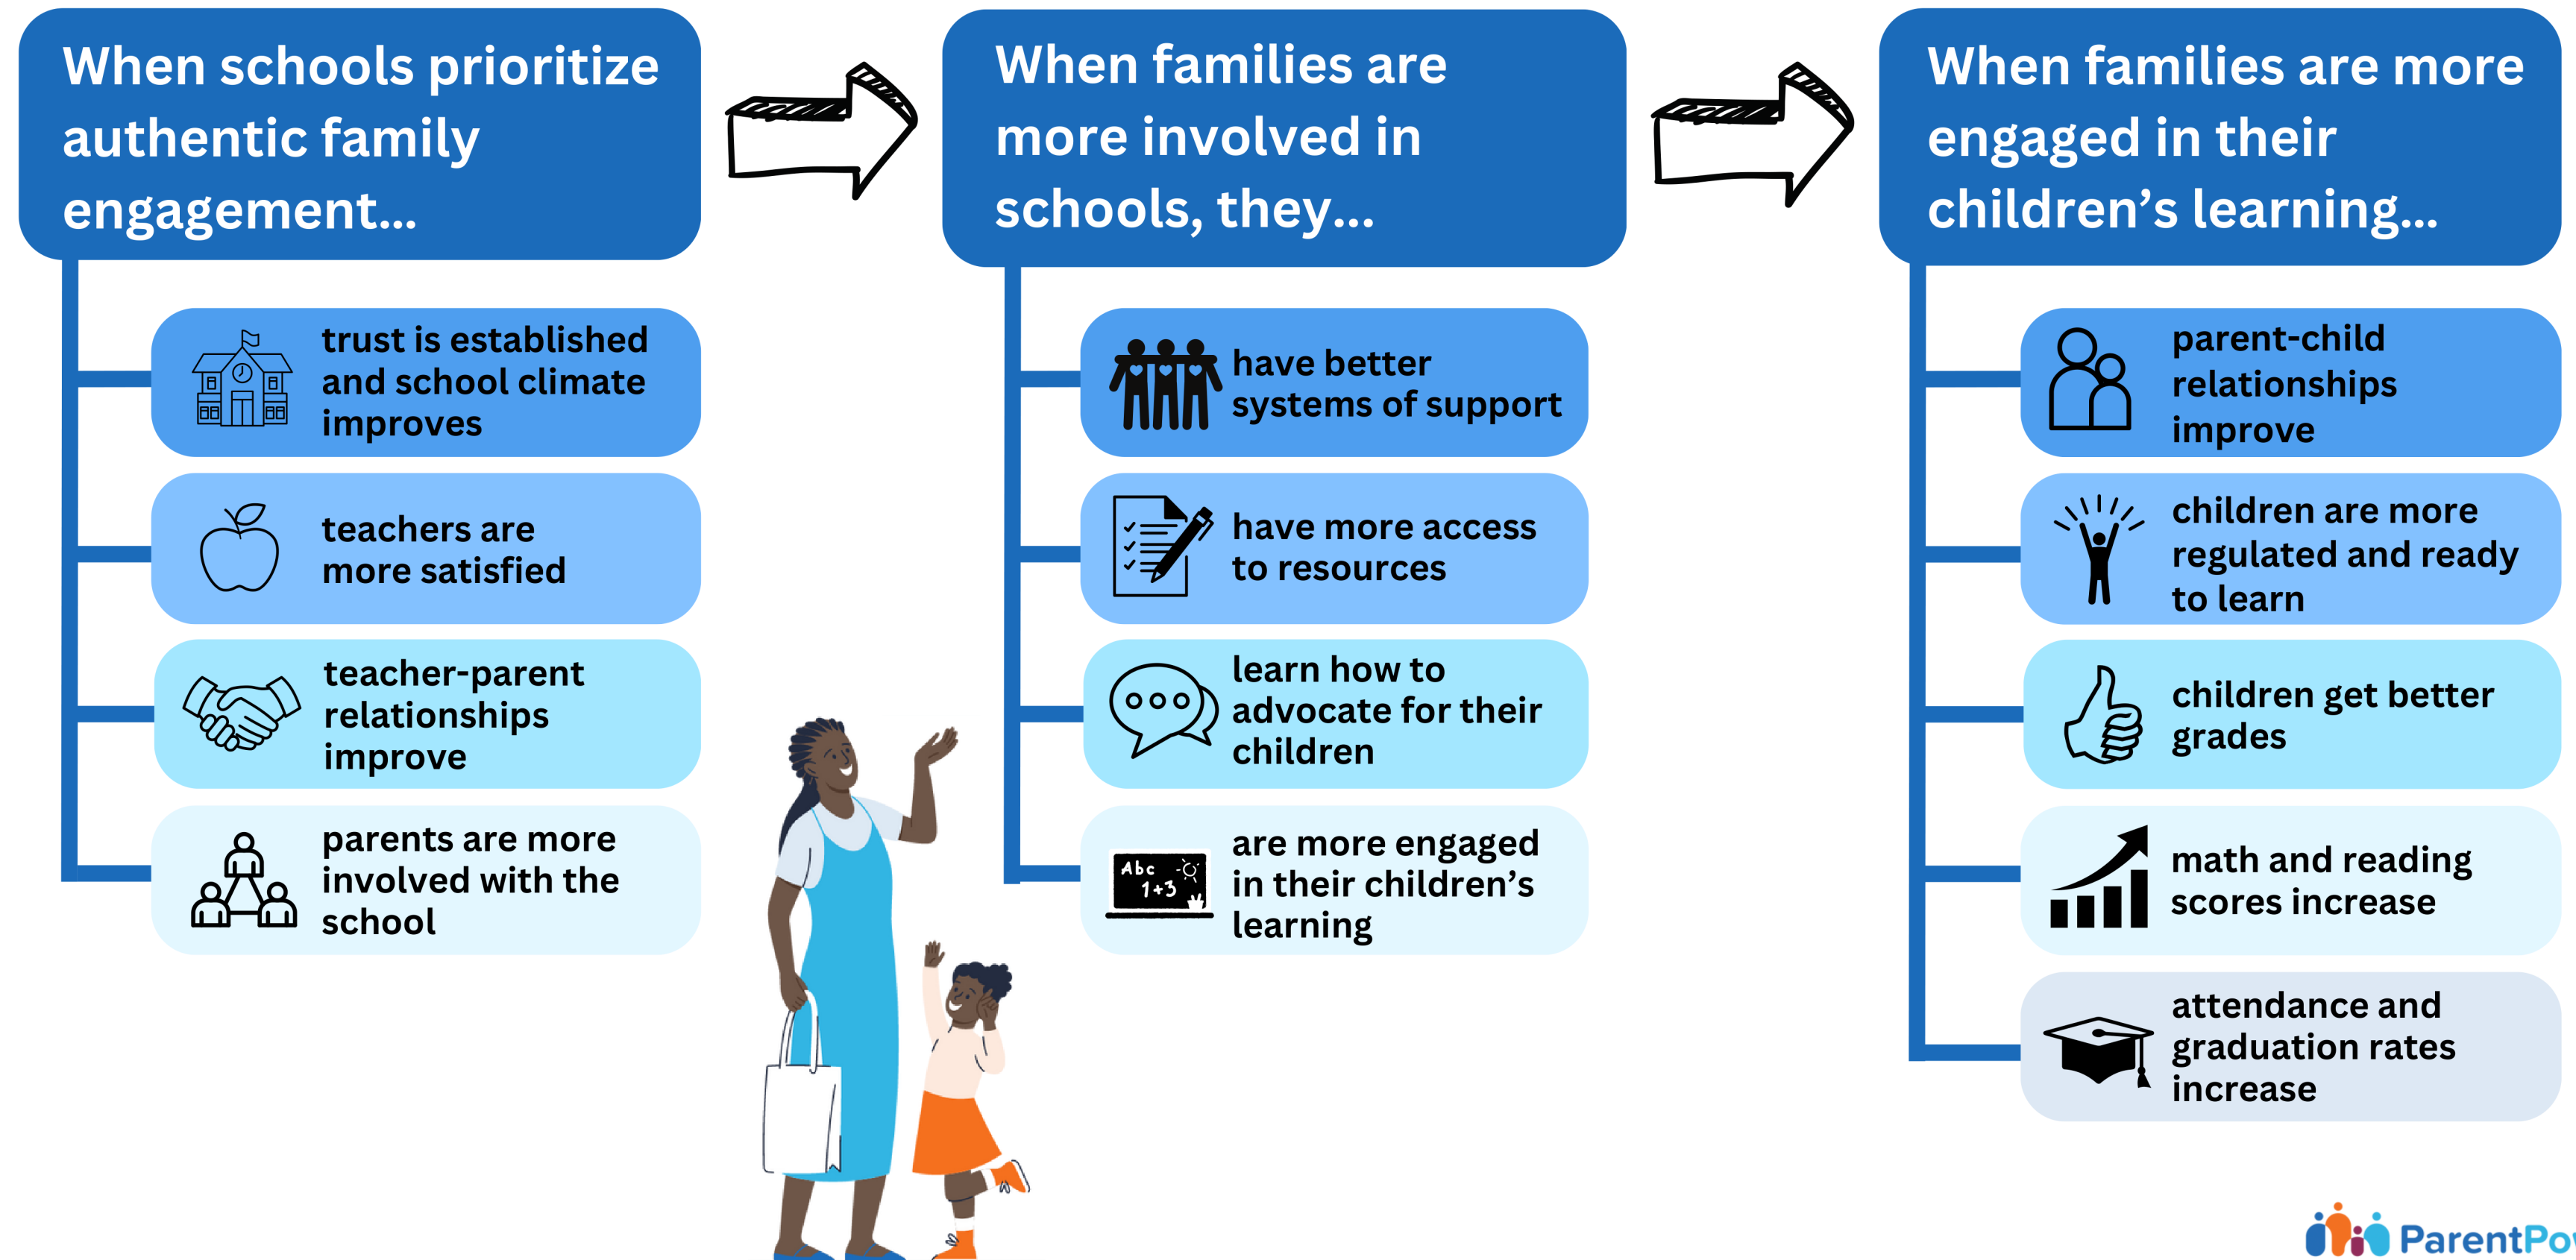 When schools prioritize
authentic family
engagement...
trust is established
and school climate
improves
teachers are
more satisfied
teacher-parent
relationships
improve
parents are more
involved with the
school
When families are
more involved in
schools, they...
have better
systems of support
have more access
to resources
learn how to
advocate for their
children
Abc
1+3
are more engaged
in their children’s
learning
When families are more
engaged in their
children’s learning...
parent-child
relationships
improve
children are more
regulated and ready
to learn
children get better
grades
math and reading
scores increase
attendance and
graduation rates
increase